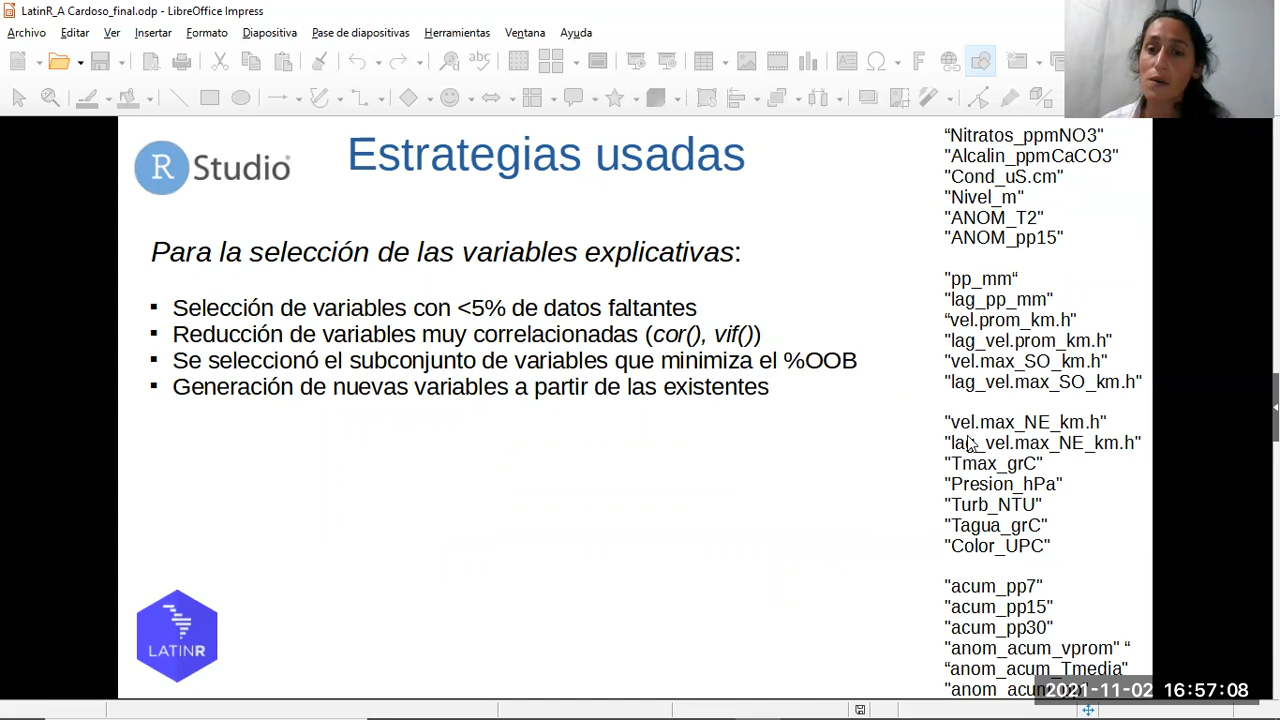 LatinR_A Cardoso_final.odp - LibreOffice Impress
Archivo Editar Ver Insertar Formato Diapositiva Pase de diapositivas Herramientas Ventana Ayuda
R Studio
Estrategias usadas
Para la selección de las variables explicativas:
▪ Selección de variables con <5% de datos faltantes
▪ Reducción de variables muy correlacionadas (cor(), vif())
▪ Se seleccionó el subconjunto de variables que minimiza el %OOB
▪ Generación de nuevas variables a partir de las existentes
LATINR
“Nitratos_ppmNO3"
"Alcalin_ppmCaCO3"
"Cond_uS.cm"
"Nivel_m"
"ANOM_T2"
"ANOM_pp15"
"pp_mm“
"lag_pp_mm"
“vel.prom_km.h"
"lag_vel.prom_km.h"
"vel.max_SO_km.h"
"lag_vel.max_SO_km.h"
"vel.max_NE_km.h"
"lag_vel.max_NE_km.h"
"Tmax_grC"
"Presion_hPa"
"Turb_NTU"
"Tagua_grC"
"Color_UPC"
"acum_pp7"
"acum_pp15"
"acum_pp30"
"anom_acum_vprom" “
“anom_acum_Tmedia"
2021-11-02 16:57:08